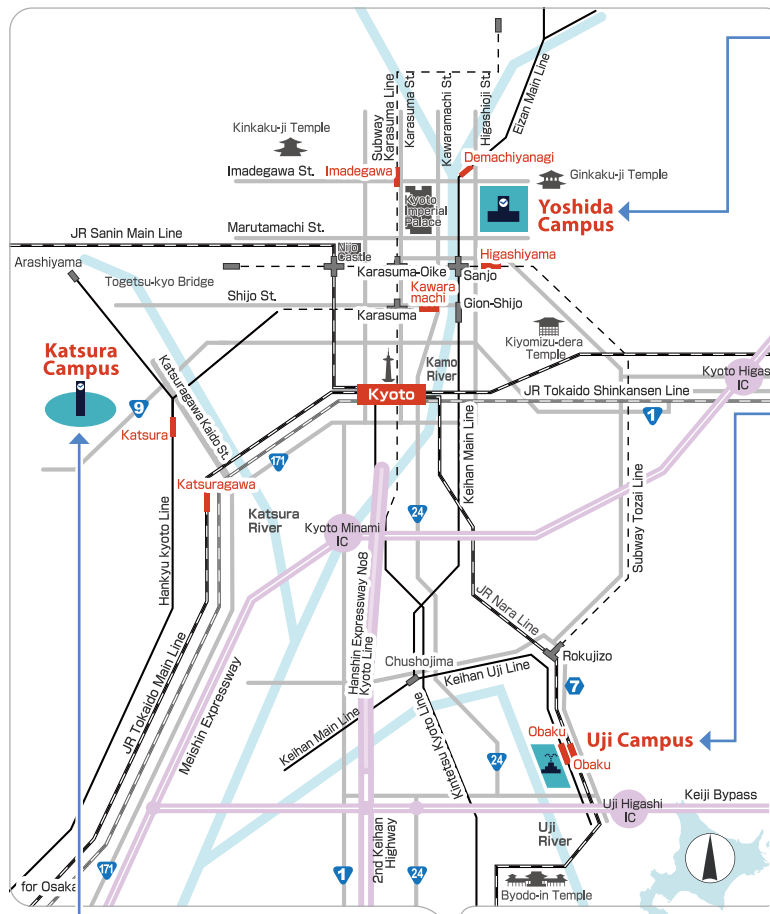 Subway
Karasuma Line
Karasuma St.
Kawaramachi St.
Higashioji St.
Eizan Main Line
Kinkaku-ji Temple
Demachiyanagi
Imadegawa
Imadegawa St.
Ginkaku-ji Temple
Kyoto
Imperial
Palace
Yoshida
Campus
Marutamachi St.
JR Sanin Main Line
Nijo
Castle
Higashiyama
Arashiyama
Togetsu-kyo Bridge
Karasuma-Oike
Sanjo
Kawara
machi
Shijo St.
Karasuma
Gion-Shijo
Kiyomizu-dera
Temple
Katsura
Campus
Katsuragawa
Kaido St.
Kamo
River
Kyoto Higashi
IC
Kyoto
JR Tokaido Shinkansen Line
9
1
Katsura
171
Keihan Main Line
Katsuragawa
Katsura
River
24
Kyoto Minami
IC
Subway Tozai Line
Hankyu kyoto Line
Hanshin Expressway No8
Kyoto Line
JR Nara Line
Chushojima
Rokujizo
Keihan Uji Line
7
JR Tokaido Main Line
Meishin Expressway
Keihan Main Line
Kintetsu Kyoto Line
Obaku
Uji Campus
Obaku
24
Uji Higashi
IC
Keiji Bypass
Uji
River
2nd Keihan
Highway
171
1
24
for Osaka
Byodo-in Temple